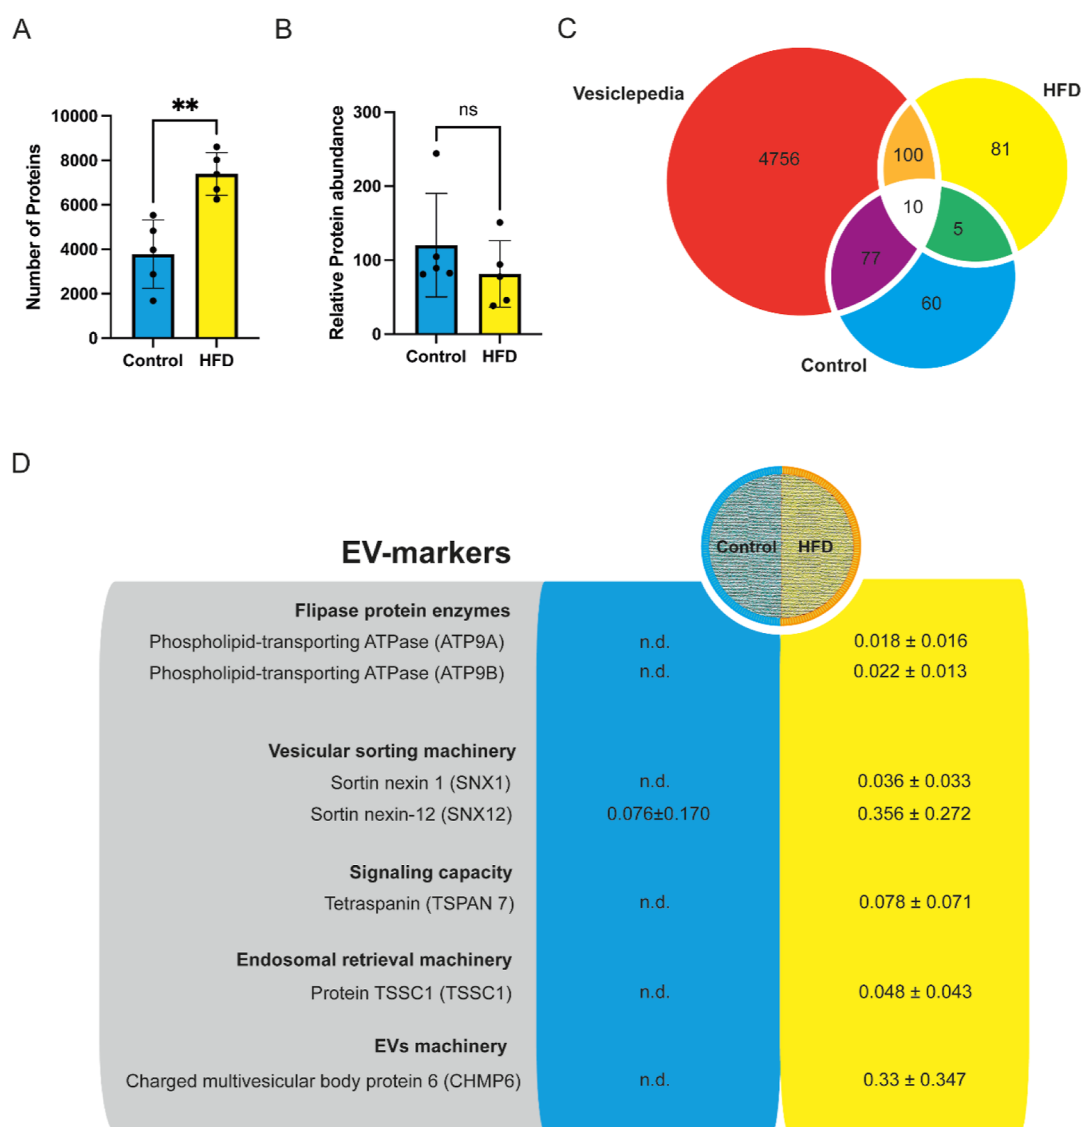 A
B
C
**
ns
Number of Proteins
10000
8000
6000
4000
2000
0
Control HFD
Relative Protein abundance
300
200
100
0
Control HFD
Vesiclepedia
HFD
4756
100
81
10
5
77
60
Control
D
Control HFD
EV-markers
Flipase protein enzymes
Phospholipid-transporting ATPase (ATP9A) n.d. 0.018 ± 0.016
Phospholipid-transporting ATPase (ATP9B) n.d. 0.022 ± 0.013
Vesicular sorting machinery
Sortin nexin 1 (SNX1) n.d. 0.036 ± 0.033
Sortin nexin-12 (SNX12) 0.076±0.170 0.356 ± 0.272
Signaling capacity
Tetraspanin (TSPAN 7) n.d. 0.078 ± 0.071
Endosomal retrieval machinery
Protein TSSC1 (TSSC1) n.d. 0.048 ± 0.043
EVs machinery
Charged multivesicular body protein 6 (CHMP6) n.d. 0.33 ± 0.347